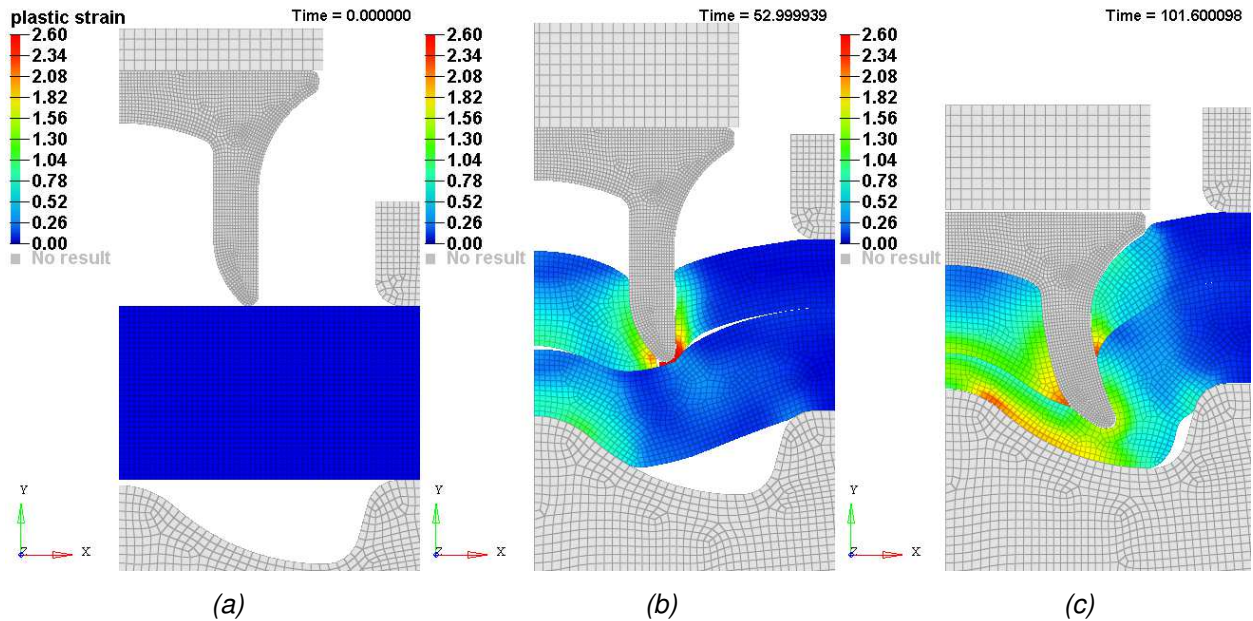 plastic strain
Time = 0.000000
2.60
2.34
2.08
1.82
1.56
1.30
1.04
0.78
0.52
0.26
0.00
No result
Y
Z
X
(a)
Time = 52.999939
2.60
2.34
2.08
1.82
1.56
1.30
1.04
0.78
0.52
0.26
0.00
No result
Y
Z
X
(b)
Time = 101.600098
2.60
2.34
2.08
1.82
1.56
1.30
1.04
0.78
0.52
0.26
0.00
No result
Y
Z
X
(c)